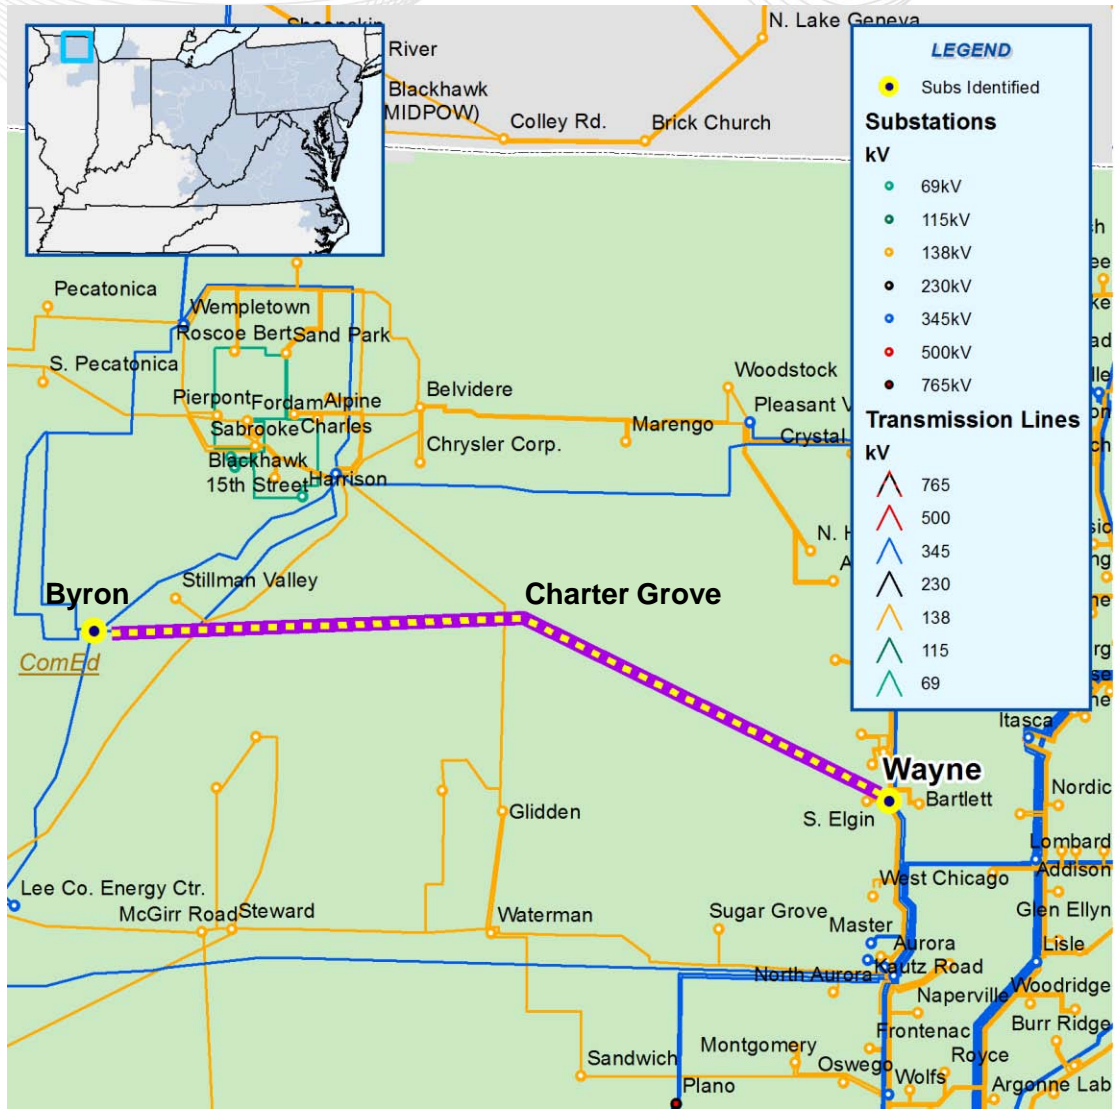 N. Lake Geneva
River
Blackhawk
MIDPOW)
Colley Rd.
Brick Church
LEGEND
Subs Identified
Substations
kV
69kV
115kV
138kV
230kV
345kV
500kV
765kV
Transmission Lines
kV
765
500
345
230
138
115
69
Pecatonica
Wempletown
Roscoe Bert
Sand Park
S. Pecatonica
Pierpont
Fordam
Alpine
Sabrooke
Charles
Blackhawk
15th Street
Harrison
Belvidere
Chrysler Corp.
Marengo
Woodstock
Pleasant V
Crystal
N. H
A
Stillman Valley
Byron
Charter Grove
ComEd
Wayne
Itasca
Bartlett
Nordic
S. Elgin
Glidden
Lombard
Addison
West Chicago
Glen Ellyn
Lee Co. Energy Ctr.
McGirr Road
Steward
Waterman
Sugar Grove
Master
Aurora
Lisle
North Aurora
Kautz Road
Naperville
Woodridge
Frontenac
Burr Ridge
Sandwich
Montgomery
Oswego
Royce
Plano
Wolfs
Argonne Lab